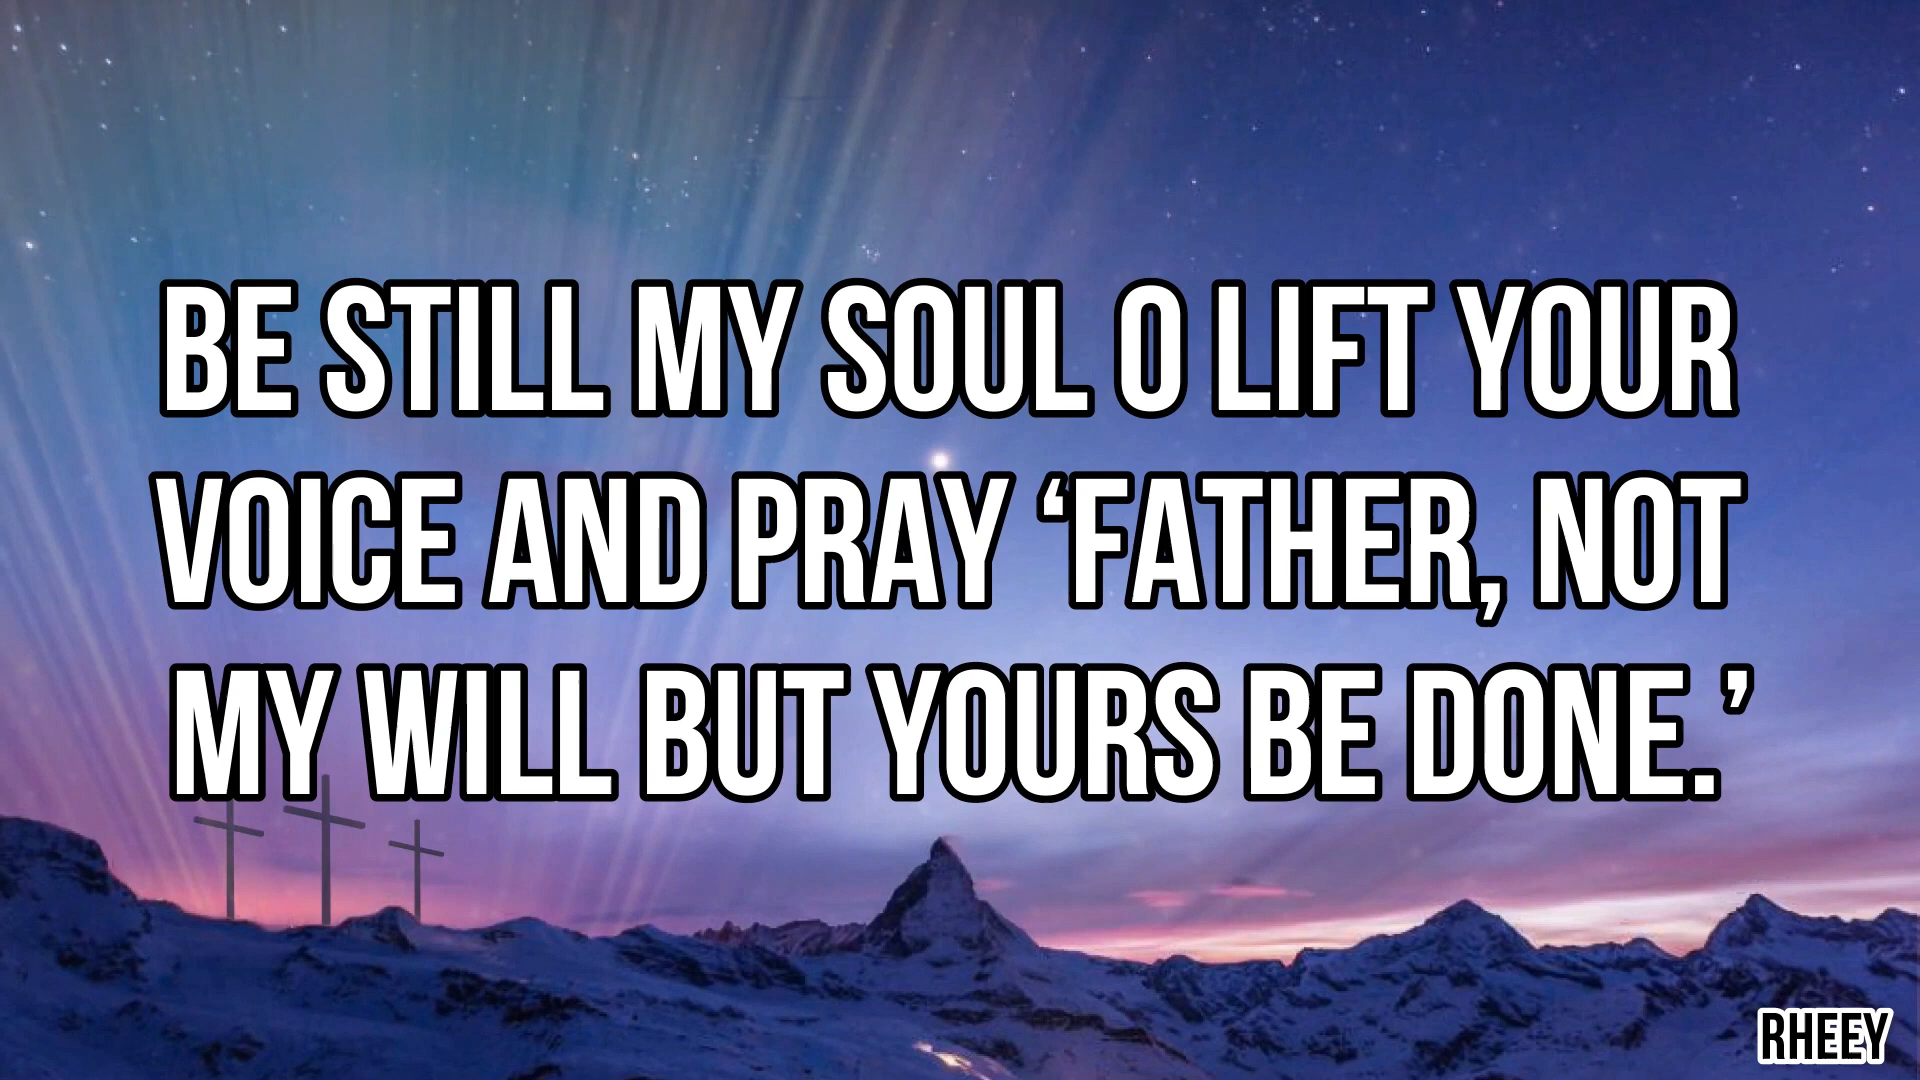 BE STILL MY SOUL O LIFT YOUR
VOICE AND PRAY ‘FATHER, NOT
MY WILL BUT YOURS BE DONE.’
RHEEY